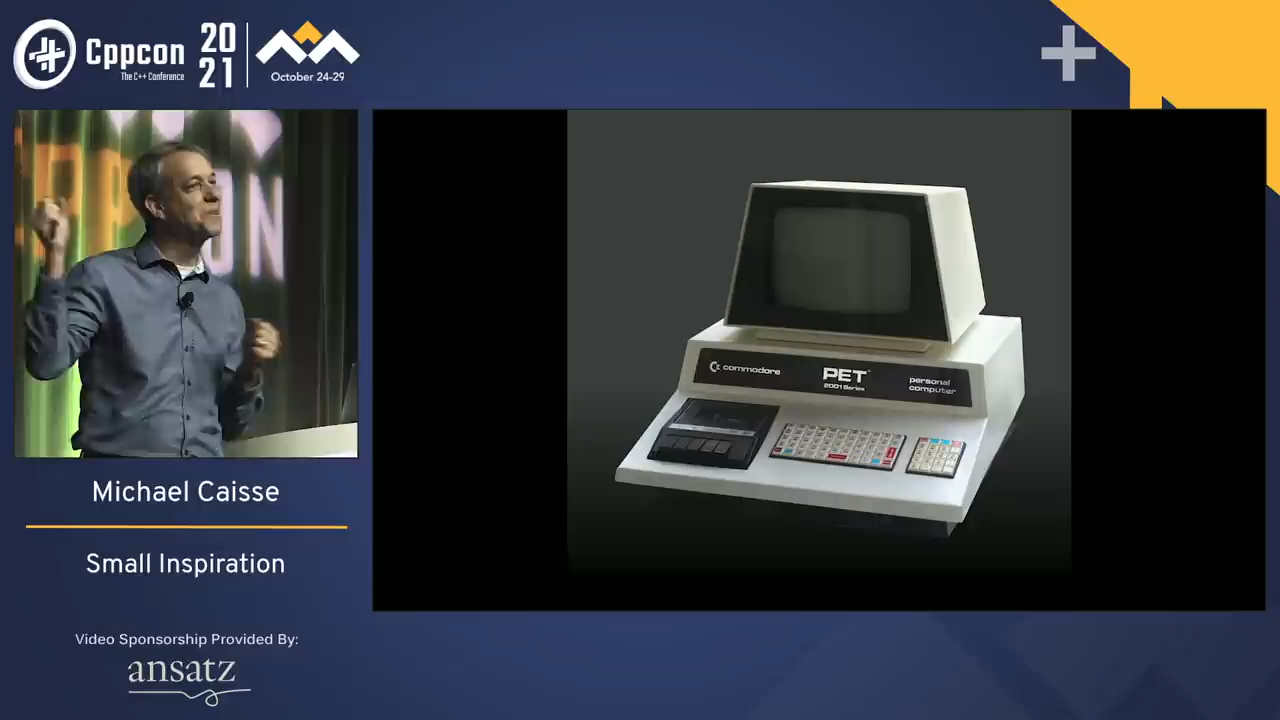 Cppcon
The C++ Conference
20
21
October 24-29
commodore
PET
2001 Series
personal
computer
Michael Caisse
Small Inspiration
Video Sponsorship Provided By:
ansatz